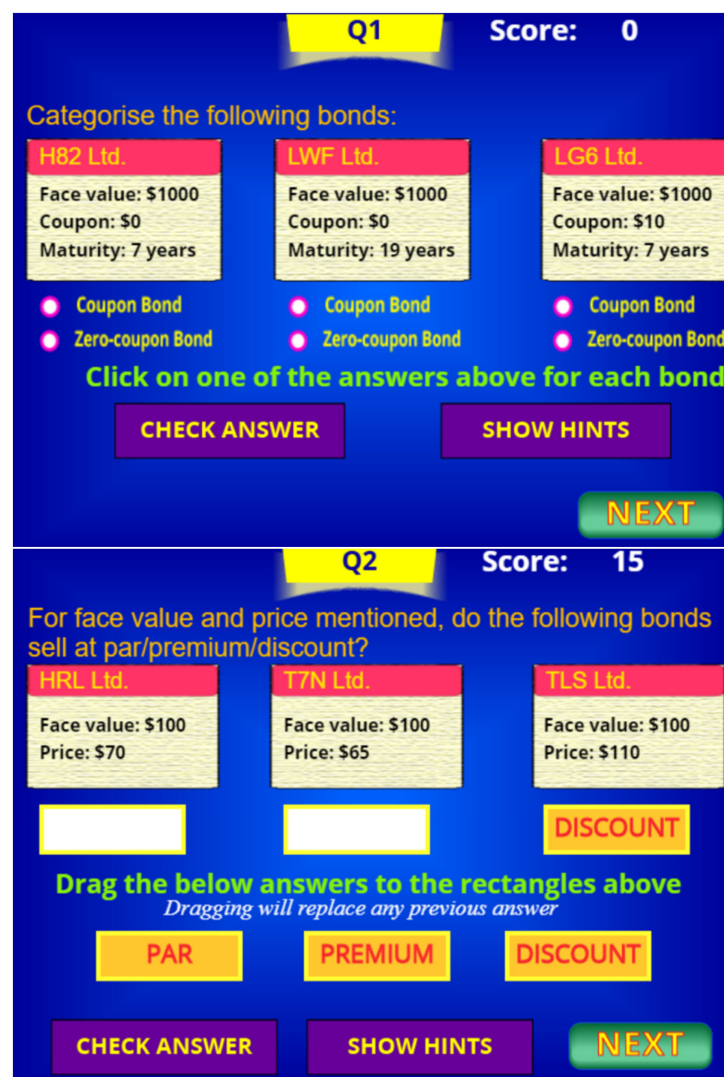 Q1 Score: 0
Categorise the following bonds:
H82 Ltd. LWF Ltd. LG6 Ltd.
Face value: $1000 Face value: $1000 Face value: $1000
Coupon: $0 Coupon: $0 Coupon: $10
Maturity: 7 years Maturity: 19 years Maturity: 7 years
Coupon Bond Coupon Bond Coupon Bond
Zero-coupon Bond Zero-coupon Bond Zero-coupon Bond
Click on one of the answers above for each bond
CHECK ANSWER SHOW HINTS
NEXT
Q2 Score: 15
For face value and price mentioned, do the following bonds
sell at par/premium/discount?
HRL Ltd. T7N Ltd. TLS Ltd.
Face value: $100 Face value: $100 Face value: $100
Price: $70 Price: $65 Price: $110
DISCOUNT
Drag the below answers to the rectangles above
Dragging will replace any previous answer
PAR PREMIUM DISCOUNT
CHECK ANSWER SHOW HINTS NEXT